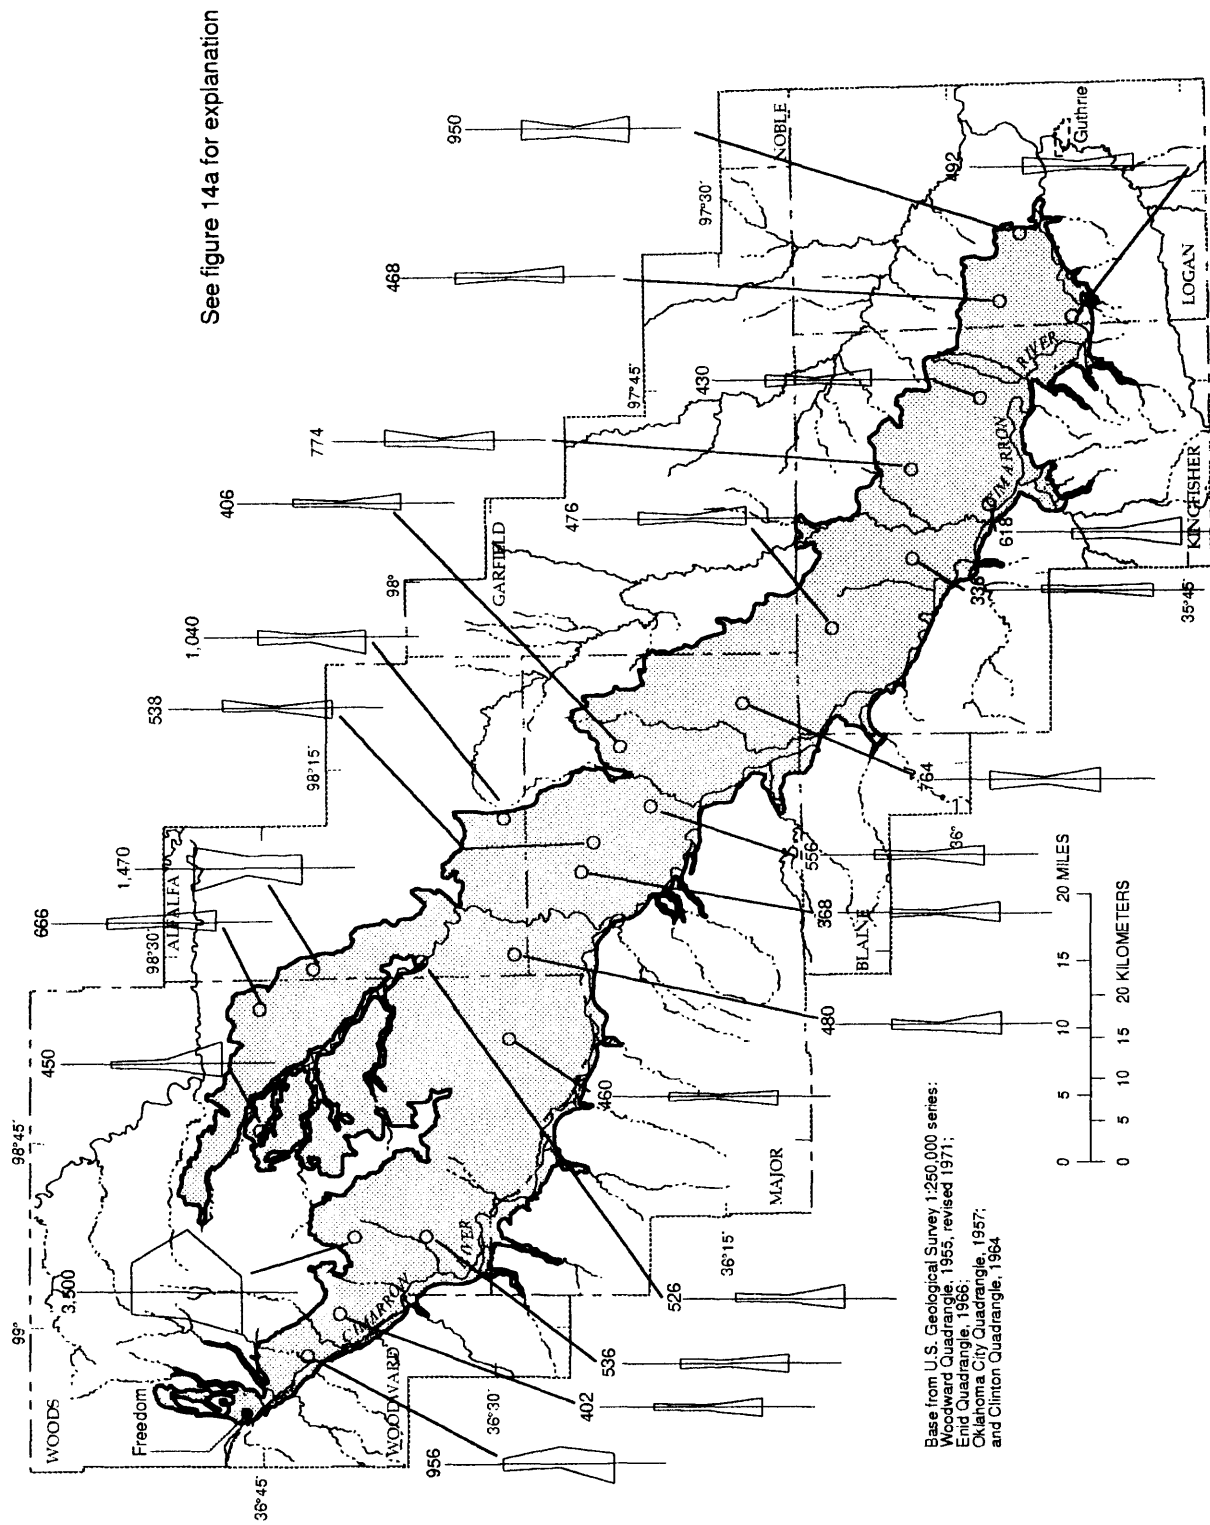 See figure 14a for explanation
950
468
774
406
1,040
538
1,470
666
450
3,500
430
476
492
618
336
764
556
368
480
460
526
536
402
956
WOODS
ALFALFA
GARFIELD
NOBLE
LOGAN
KINGFISHER
BLAINE
MAJOR
WOODWARD
Freedom
Guthrie
CIMARRON
RIVER
CIMARRON
RIVER
99°
98°45´
98°30´
98°15´
98°
97°45´
97°30´
36°45´
36°30´
36°15´
36°
35°45´
0 5 10 15 20 MILES
0 5 10 15 20 KILOMETERS
Base from U.S. Geological Survey 1:250,000 series:
Woodward Quadrangle, 1955, revised 1971;
Enid Quadrangle, 1966;
Oklahoma City Quadrangle, 1957;
and Clinton Quadrangle, 1964